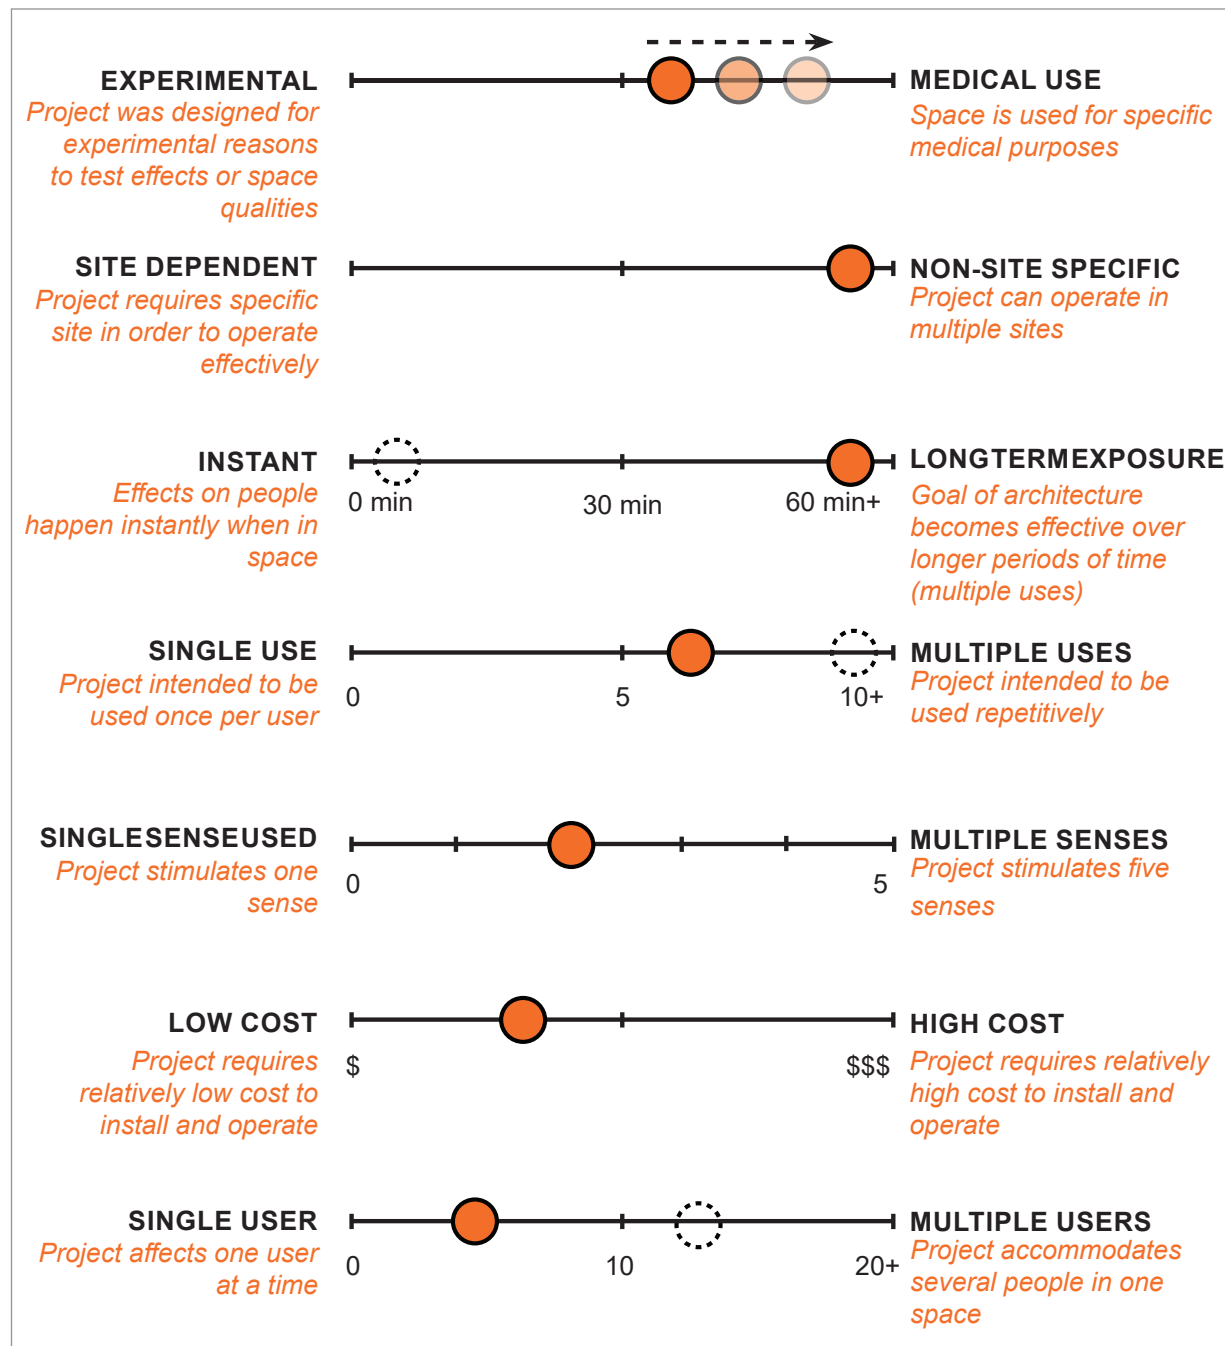 EXPERIMENTAL
Project was designed for
experimental reasons
to test effects or space
qualities
MEDICAL USE
Space is used for specific
medical purposes
SITE DEPENDENT
Project requires specific
site in order to operate
effectively
NON-SITE SPECIFIC
Project can operate in
multiple sites
INSTANT
Effects on people
happen instantly when in
space
0 min
30 min
60 min+
LONGTERMEXPOSURE
Goal of architecture
becomes effective over
longer periods of time
(multiple uses)
SINGLE USE
Project intended to be
used once per user
0
5
10+
MULTIPLE USES
Project intended to be
used repetitively
SINGLESENSEUSED
Project stimulates one
sense
0
5
MULTIPLE SENSES
Project stimulates five
senses
LOW COST
Project requires
relatively low cost to
install and operate
$
$$$
HIGH COST
Project requires relatively
high cost to install and
operate
SINGLE USER
Project affects one user
at a time
0
10
20+
MULTIPLE USERS
Project accommodates
several people in one
space